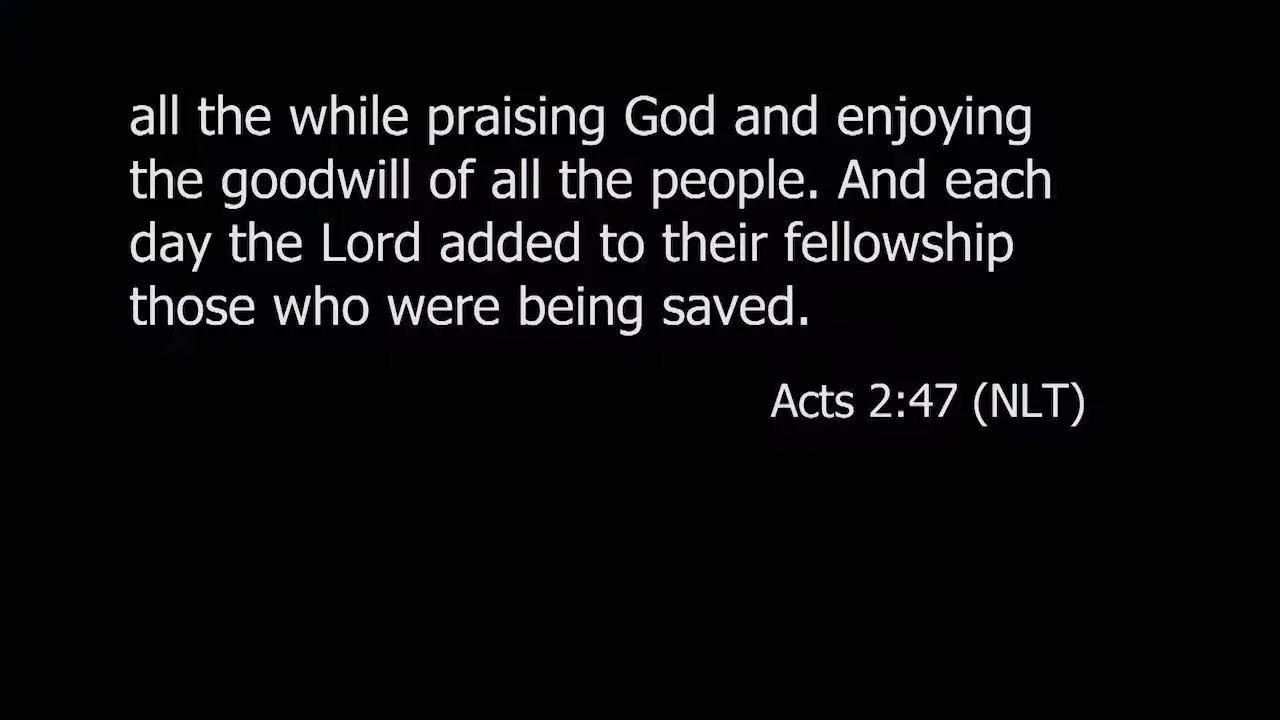 all the while praising God and enjoying
the goodwill of all the people. And each
day the Lord added to their fellowship
those who were being saved.
Acts 2:47 (NLT)